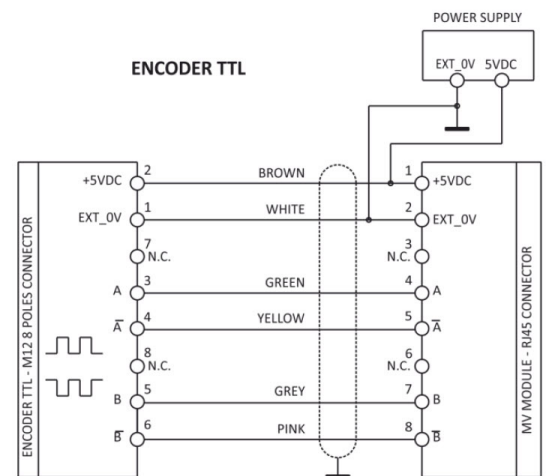 POWER SUPPLY
EXT_0V 5VDC
ENCODER TTL
ENCODER TTL - M12 8 POLES CONNECTOR
+5VDC 2 BROWN 1 +5VDC
EXT_0V 1 WHITE 2 EXT_0V
7 N.C. 3 N.C.
A 3 GREEN 4 A
A̅ 4 YELLOW 5 A̅
8 N.C. 6 N.C.
B 5 GREY 7 B
B̅ 6 PINK 8 B̅
MV MODULE - RJ45 CONNECTOR